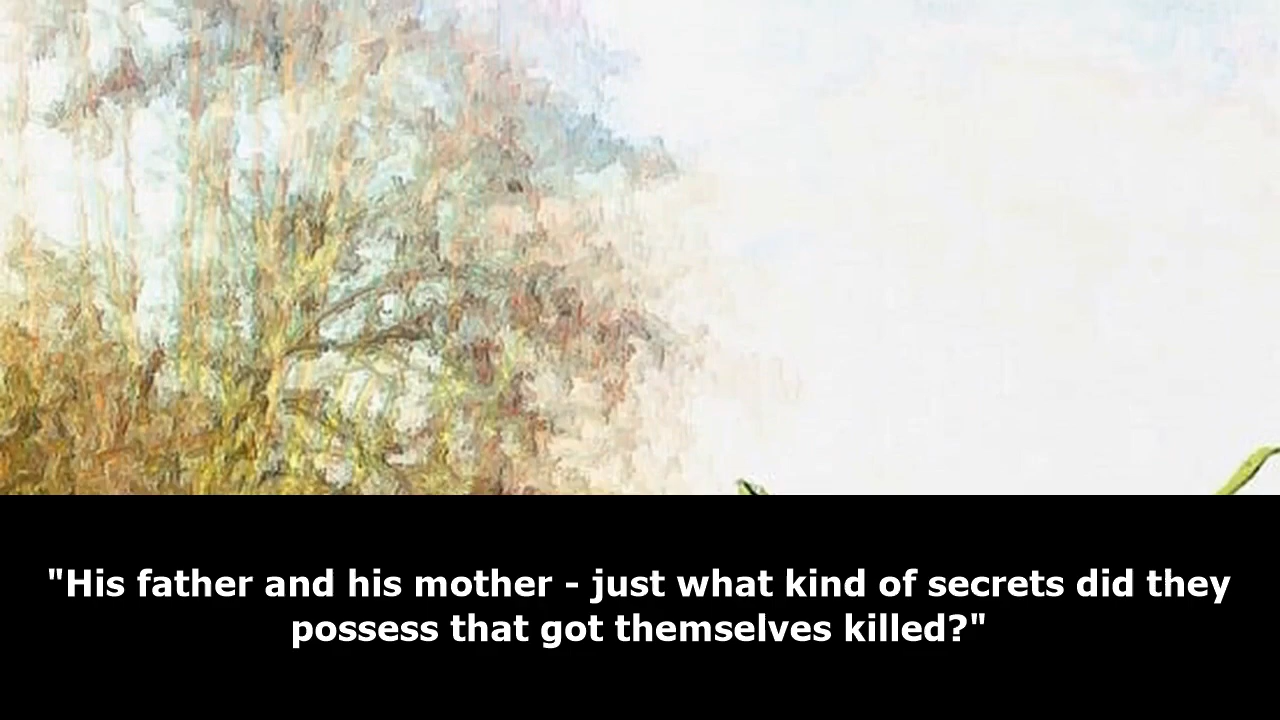 "His father and his mother - just what kind of secrets did they
possess that got themselves killed?"